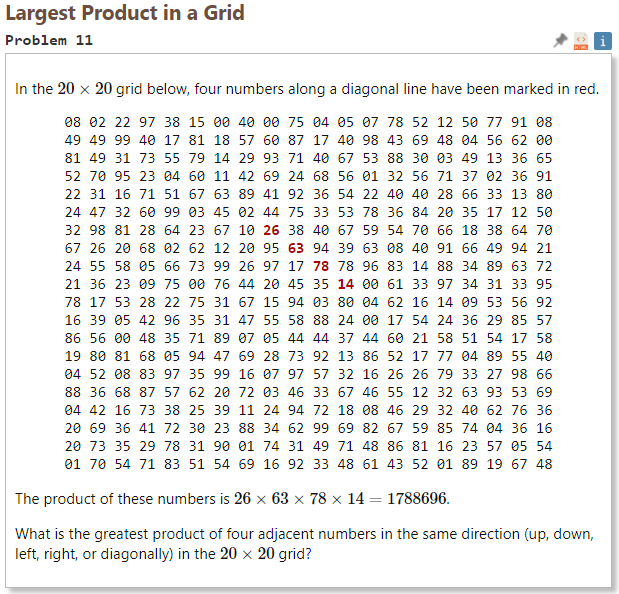 Largest Product in a Grid
Problem 11
In the 20 × 20 grid below, four numbers along a diagonal line have been marked in red.
08 02 22 97 38 15 00 40 00 75 04 05 07 78 52 12 50 77 91 08
49 49 99 40 17 81 18 57 60 87 17 40 98 43 69 48 04 56 62 00
81 49 31 73 55 79 14 29 93 71 40 67 53 88 30 03 49 13 36 65
52 70 95 23 04 60 11 42 69 24 68 56 01 32 56 71 37 02 36 91
22 31 16 71 51 67 63 89 41 92 36 54 22 40 40 28 66 33 13 80
24 47 32 60 99 03 45 02 44 75 33 53 78 36 84 20 35 17 12 50
32 98 81 28 64 23 67 10 26 38 40 67 59 54 70 66 18 38 64 70
67 26 20 68 02 62 12 20 95 63 94 39 63 08 40 91 66 49 94 21
24 55 58 05 66 73 99 26 97 17 78 78 96 83 14 88 34 89 63 72
21 36 23 09 75 00 76 44 20 45 35 14 00 61 33 97 34 31 33 95
78 17 53 28 22 75 31 67 15 94 03 80 04 62 16 14 09 53 56 92
16 39 05 42 96 35 31 47 55 58 88 24 00 17 54 24 36 29 85 57
86 56 00 48 35 71 89 07 05 44 44 37 44 60 21 58 51 54 17 58
19 80 81 68 05 94 47 69 28 73 92 13 86 52 17 77 04 89 55 40
04 52 08 83 97 35 99 16 07 97 57 32 16 26 26 79 33 27 98 66
88 36 68 87 57 62 20 72 03 46 33 67 46 55 12 32 63 93 53 69
04 42 16 73 38 25 39 11 24 94 72 18 08 46 29 32 40 62 76 36
20 69 36 41 72 30 23 88 34 62 99 69 82 67 59 85 74 04 36 16
20 73 35 29 78 31 90 01 74 31 49 71 48 86 81 16 23 57 05 54
01 70 54 71 83 51 54 69 16 92 33 48 61 43 52 01 89 19 67 48
The product of these numbers is 26 × 63 × 78 × 14 = 1788696.
What is the greatest product of four adjacent numbers in the same direction (up, down,
left, right, or diagonally) in the 20 × 20 grid?